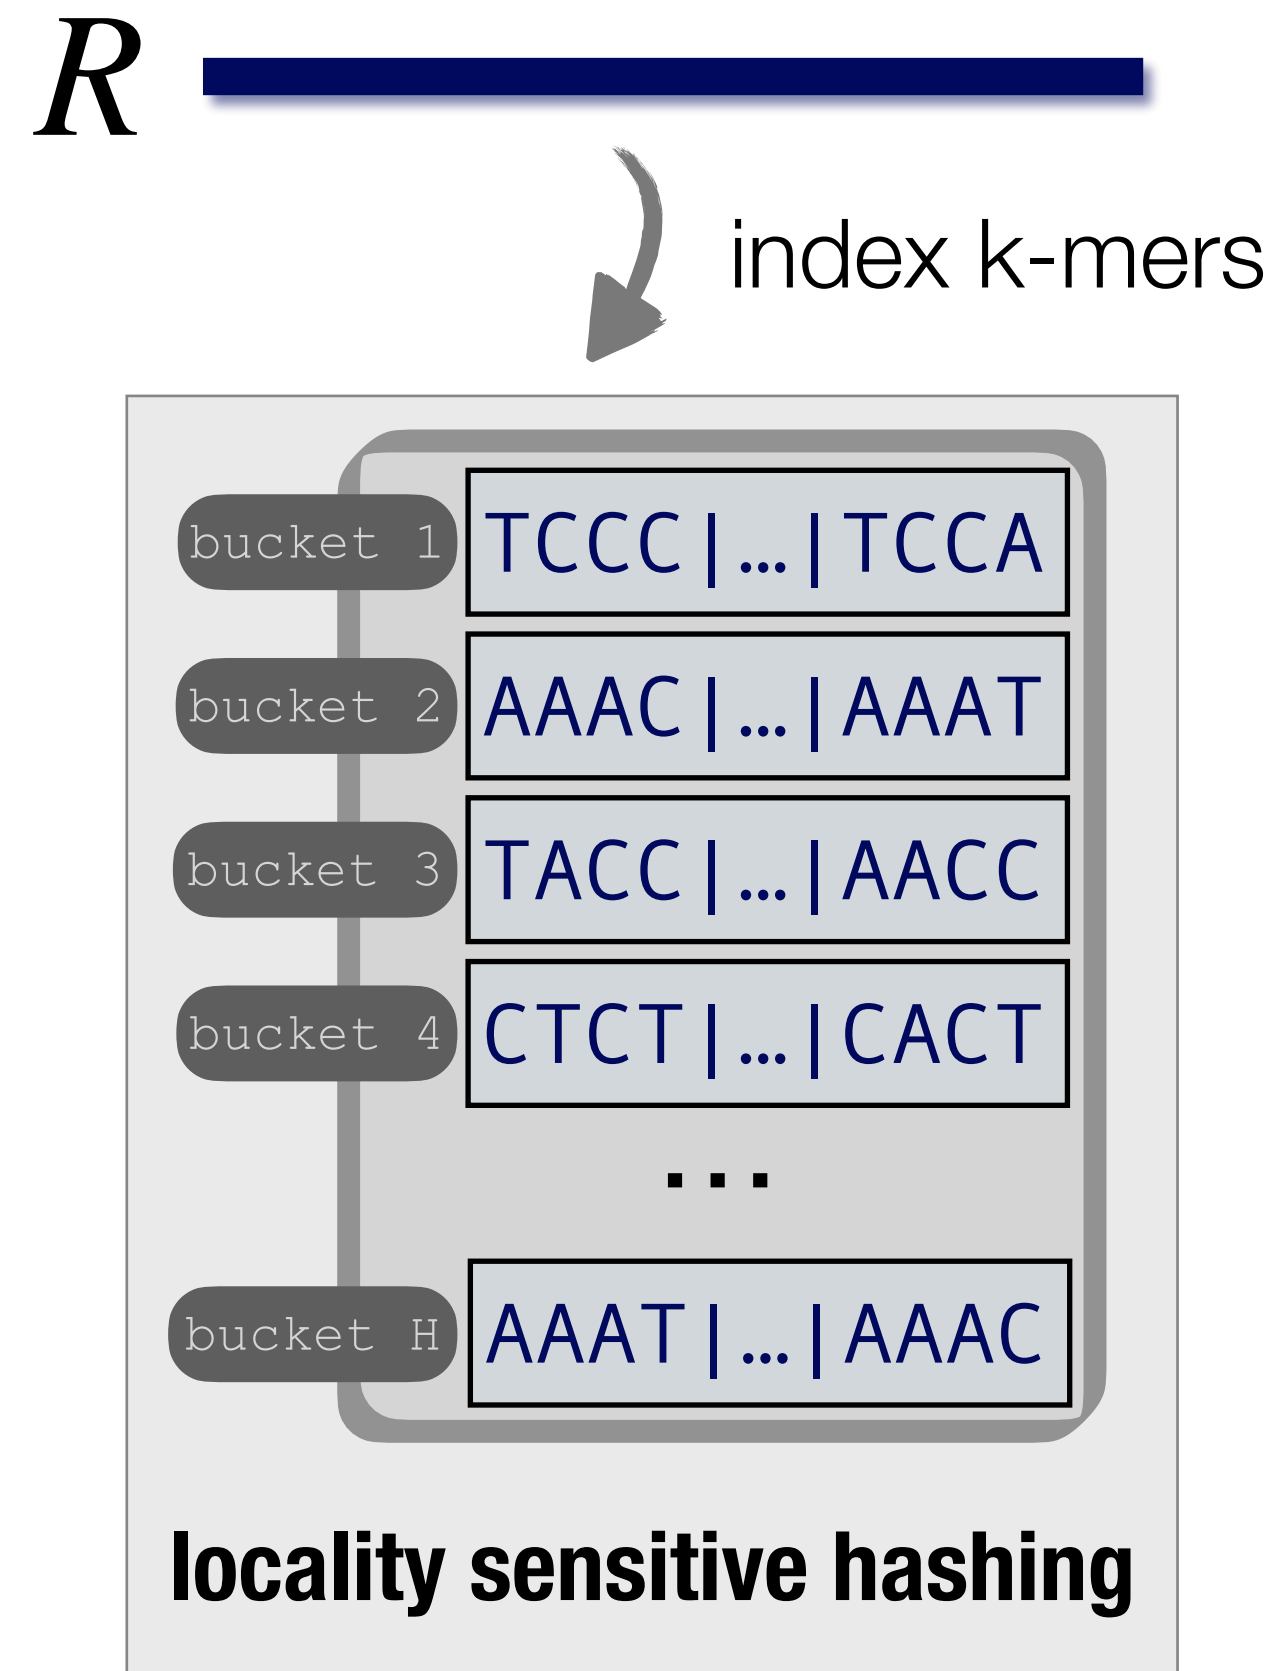 R
index k-mers
bucket 1 TCCC|…|TCCA
bucket 2 AAAC|…|AAAT
bucket 3 TACC|…|AACC
bucket 4 CTCT|…|CACT
...
bucket H AAAT|…|AAAC
locality sensitive hashing